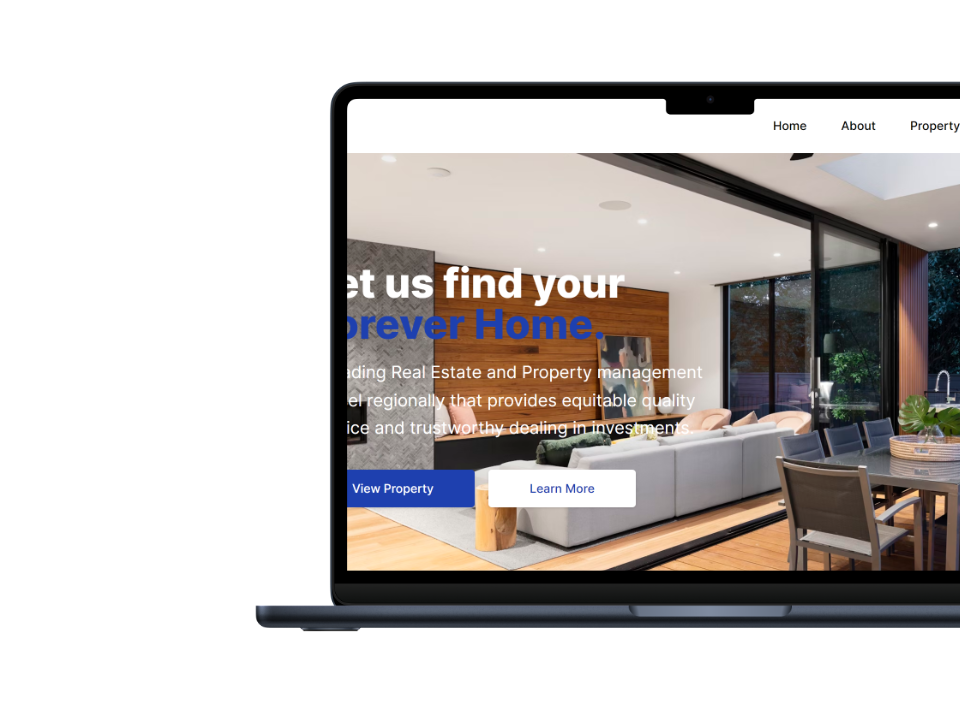 Home About Property
et us find your
orever Home.
ading Real Estate and Property management
el regionally that provides equitable quality
ice and trustworthy dealing in investments.
View Property Learn More